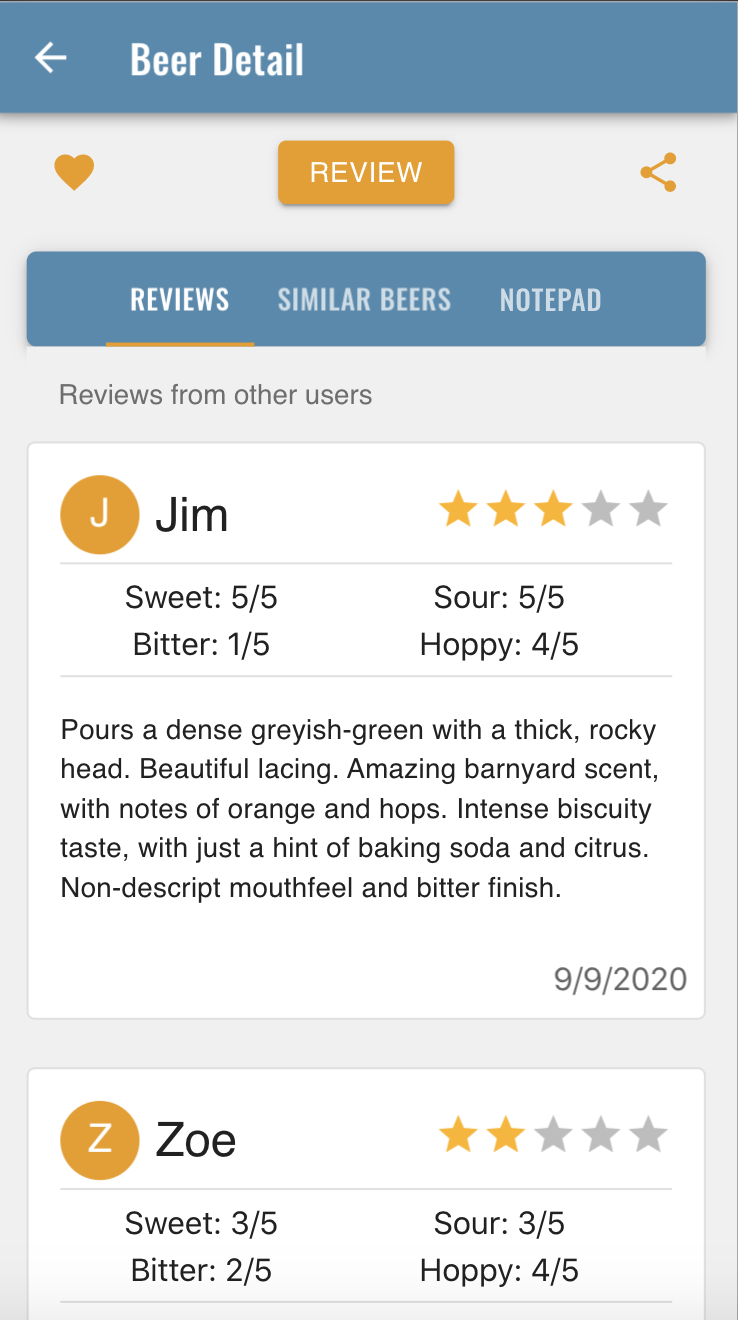 Beer Detail
REVIEW
REVIEWS SIMILAR BEERS NOTEPAD
Reviews from other users
J Jim
Sweet: 5/5 Sour: 5/5
Bitter: 1/5 Hoppy: 4/5
Pours a dense greyish-green with a thick, rocky
head. Beautiful lacing. Amazing barnyard scent,
with notes of orange and hops. Intense biscuity
taste, with just a hint of baking soda and citrus.
Non-descript mouthfeel and bitter finish.
9/9/2020
Z Zoe
Sweet: 3/5 Sour: 3/5
Bitter: 2/5 Hoppy: 4/5